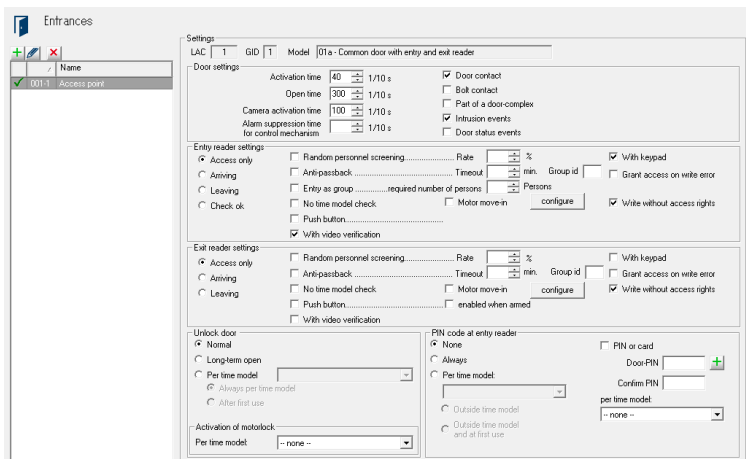 Entrances
Name
001-1 Access point
Settings
LAC 1 GID 1 Model 01a - Common door with entry and exit reader
Door settings
Activation time 40 1/10 s
Open time 300 1/10 s
Camera activation time 100 1/10 s
Alarm suppression time
for control mechanism 1/10 s
Door contact
Bolt contact
Part of a door-complex
Intrusion events
Door status events
Entry reader settings
Access only
Arriving
Leaving
Check ok
Random personnel screening....................... Rate %
Anti-passback ............................................ Timeout min. Group id
Entry as group ..............required number of persons Persons
No time model check Motor move-in configure
Push button.............................................
With video verification
With keypad
Grant access on write error
Write without access rights
Exit reader settings
Access only
Arriving
Leaving
Random personnel screening....................... Rate %
Anti-passback ............................................ Timeout min. Group id
No time model check Motor move-in configure
Push button............................................. enabled when armed
With video verification
With keypad
Grant access on write error
Write without access rights
Unlock door
Normal
Long-term open
Per time model
Always per time model
After first use
Activation of motorlock
Per time model: -- none --
PIN code at entry reader
None
Always
Per time model:
Outside time model
Outside time model
and at first use
PIN or card
Door-PIN
Confirm PIN
per time model:
-- none --